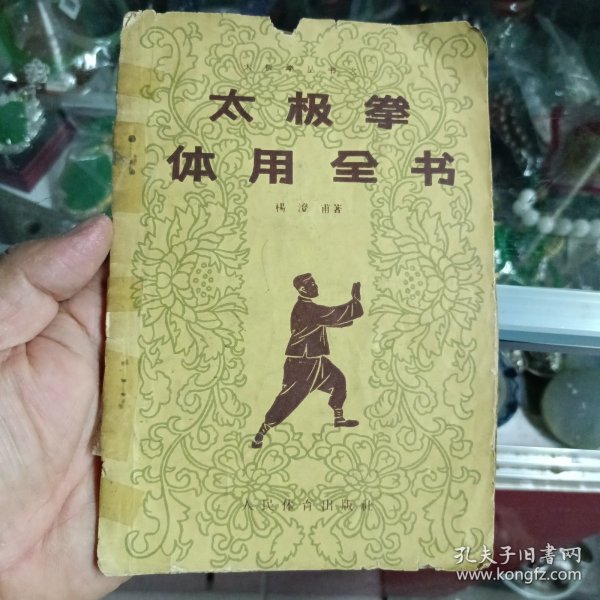 太极拳丛书之
太极拳
体用全书
杨澄甫著
人民体育出版社
孔夫子旧书网
www.kongfz.com